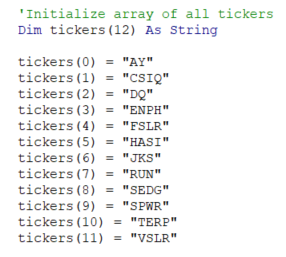 'Initialize array of all tickers
Dim tickers(12) As String
tickers(0) = "AY"
tickers(1) = "CSIQ"
tickers(2) = "DQ"
tickers(3) = "ENPH"
tickers(4) = "FSLR"
tickers(5) = "HASI"
tickers(6) = "JKS"
tickers(7) = "RUN"
tickers(8) = "SEDG"
tickers(9) = "SPWR"
tickers(10) = "TERP"
tickers(11) = "VSLR"